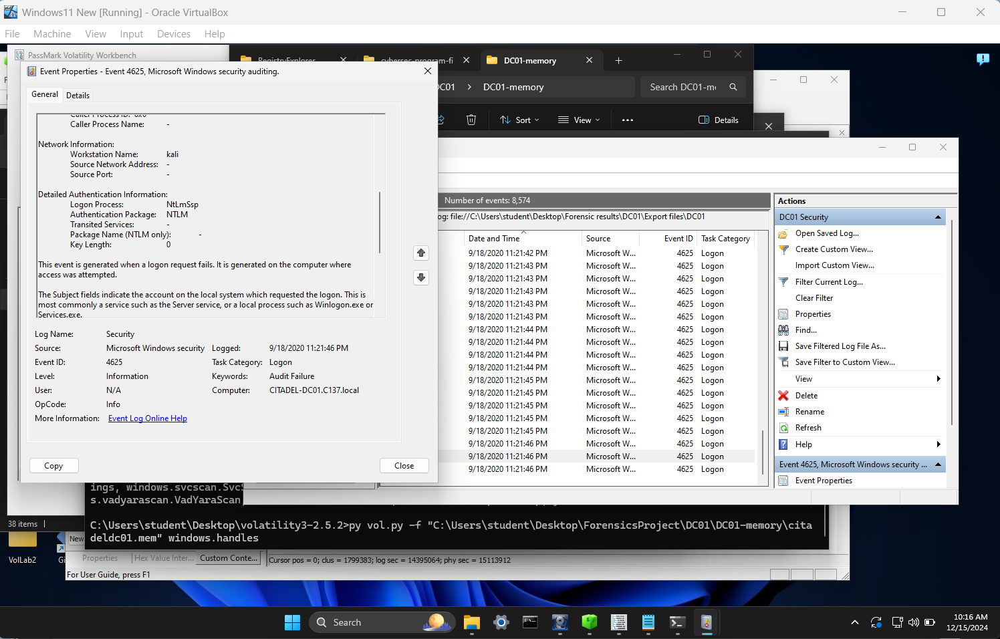 Windows11 New [Running] - Oracle VirtualBox
File Machine View Input Devices Help
PassMark Volatility Workbench
RegistryExplorer
cybersec-program-fi
DC01-memory
Event Properties - Event 4625, Microsoft Windows security auditing.
General Details
DC01 > DC01-memory
Search DC01-me
Sort View Details
Caller Process ID: 0x0
Caller Process Name: -
Network Information:
Workstation Name: kali
Source Network Address: -
Source Port: -
Detailed Authentication Information:
Logon Process: NtLmSsp
Authentication Package: NTLM
Transited Services: -
Package Name (NTLM only): -
Key Length: 0
This event is generated when a logon request fails. It is generated on the computer where
access was attempted.
The Subject fields indicate the account on the local system which requested the logon. This is
most commonly a service such as the Server service, or a local process such as Winlogon.exe or
Services.exe.
Log Name: Security
Source: Microsoft Windows security Logged: 9/18/2020 11:21:46 PM
Event ID: 4625 Task Category: Logon
Level: Information Keywords: Audit Failure
User: N/A Computer: CITADEL-DC01.C137.local
OpCode: Info
More Information: Event Log Online Help
Copy Close
Number of events: 8,574
og: file://C:\Users\student\Desktop\Forensic results\DC01\Export files\DC01
Date and Time Source Event ID Task Category
9/18/2020 11:21:42 PM Microsoft W... 4625 Logon
9/18/2020 11:21:43 PM Microsoft W... 4625 Logon
9/18/2020 11:21:43 PM Microsoft W... 4625 Logon
9/18/2020 11:21:43 PM Microsoft W... 4625 Logon
9/18/2020 11:21:43 PM Microsoft W... 4625 Logon
9/18/2020 11:21:43 PM Microsoft W... 4625 Logon
9/18/2020 11:21:44 PM Microsoft W... 4625 Logon
9/18/2020 11:21:44 PM Microsoft W... 4625 Logon
9/18/2020 11:21:44 PM Microsoft W... 4625 Logon
9/18/2020 11:21:44 PM Microsoft W... 4625 Logon
9/18/2020 11:21:45 PM Microsoft W... 4625 Logon
9/18/2020 11:21:45 PM Microsoft W... 4625 Logon
9/18/2020 11:21:45 PM Microsoft W... 4625 Logon
9/18/2020 11:21:45 PM Microsoft W... 4625 Logon
9/18/2020 11:21:45 PM Microsoft W... 4625 Logon
9/18/2020 11:21:46 PM Microsoft W... 4625 Logon
9/18/2020 11:21:46 PM Microsoft W... 4625 Logon
9/18/2020 11:21:46 PM Microsoft W... 4625 Logon
Actions
DC01 Security
Open Saved Log...
Create Custom View...
Import Custom View...
Filter Current Log...
Clear Filter
Properties
Find...
Save Filtered Log File As...
Save Filter to Custom View...
View
Delete
Rename
Refresh
Help
Event 4625, Microsoft Windows security ...
Event Properties
ings, windows.svcscan.SvcS
s.vadyarascan.VadYaraScan
C:\Users\student\Desktop\volatility3-2.5.2>py vol.py -f "C:\Users\student\Desktop\ForensicsProject\DC01\DC01-memory\cita
deldc01.mem" windows.handles
38 items
New
VolLab2
Gi
Properties Hex Value Inter... Custom Conte...
Cursor pos = 0; clus = 1799383; log sec = 14395064; phy sec = 15113912
For User Guide, press F1
Search
10:16 AM
12/15/2024